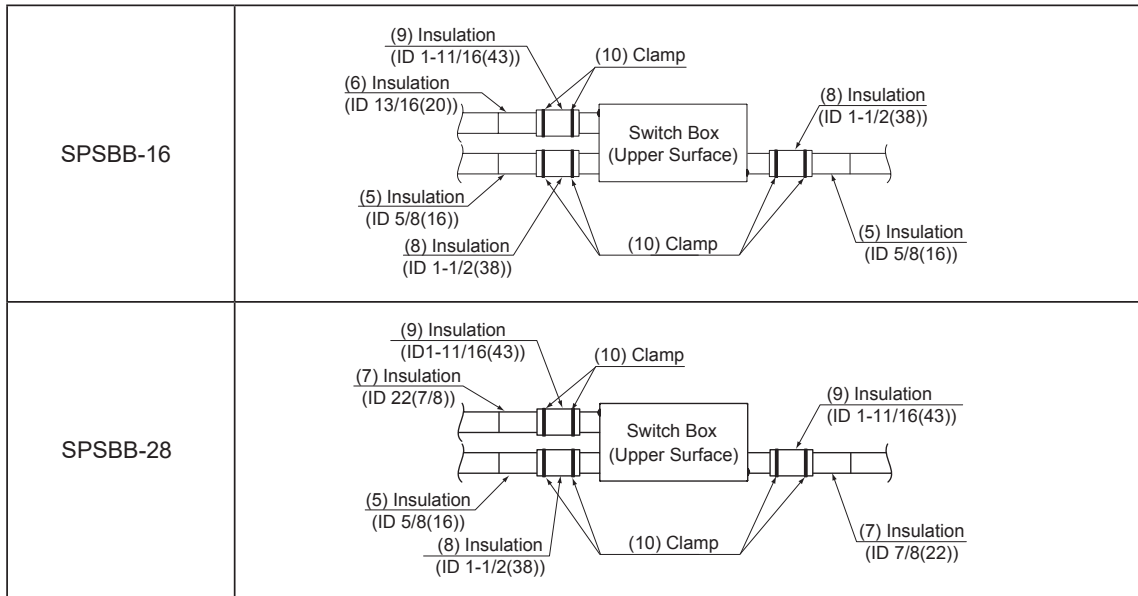 SPSBB-16
(9) Insulation
(ID 1-11/16(43))
(10) Clamp
(6) Insulation
(ID 13/16(20))
(8) Insulation
(ID 1-1/2(38))
Switch Box
(Upper Surface)
(5) Insulation
(ID 5/8(16))
(8) Insulation
(ID 1-1/2(38))
(10) Clamp
(5) Insulation
(ID 5/8(16))
SPSBB-28
(9) Insulation
(ID1-11/16(43))
(10) Clamp
(7) Insulation
(ID 22(7/8))
(9) Insulation
(ID 1-11/16(43))
Switch Box
(Upper Surface)
(5) Insulation
(ID 5/8(16))
(8) Insulation
(ID 1-1/2(38))
(10) Clamp
(7) Insulation
(ID 7/8(22))